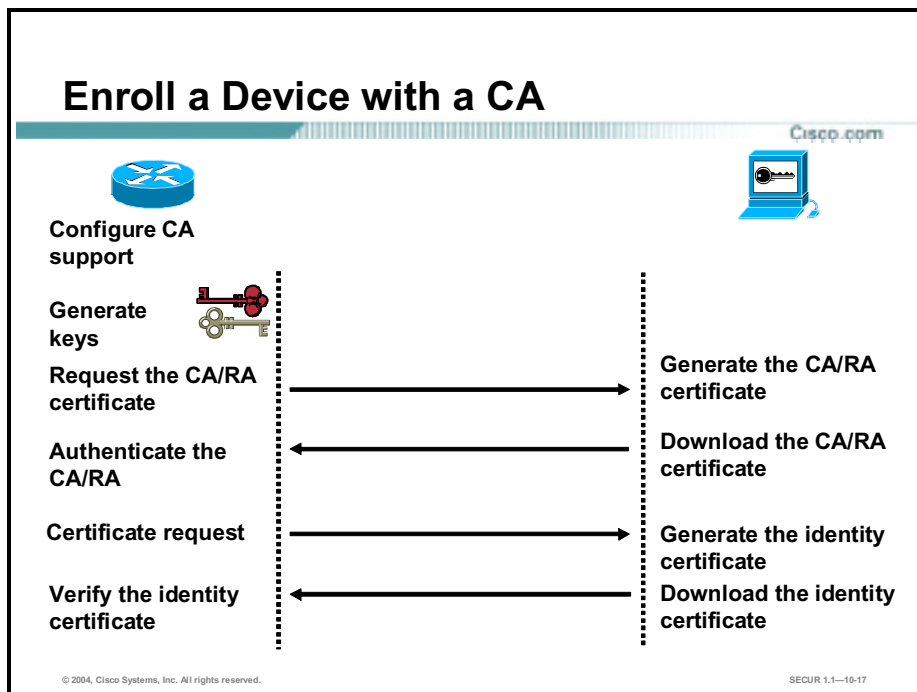 Enroll a Device with a CA
Cisco.com
Configure CA
support
Generate
keys
Request the CA/RA
certificate
Generate the CA/RA
certificate
Authenticate the
CA/RA
Download the CA/RA
certificate
Certificate request
Generate the identity
certificate
Verify the identity
certificate
Download the identity
certificate
© 2004, Cisco Systems, Inc. All rights reserved.
SECUR 1.1—10-17